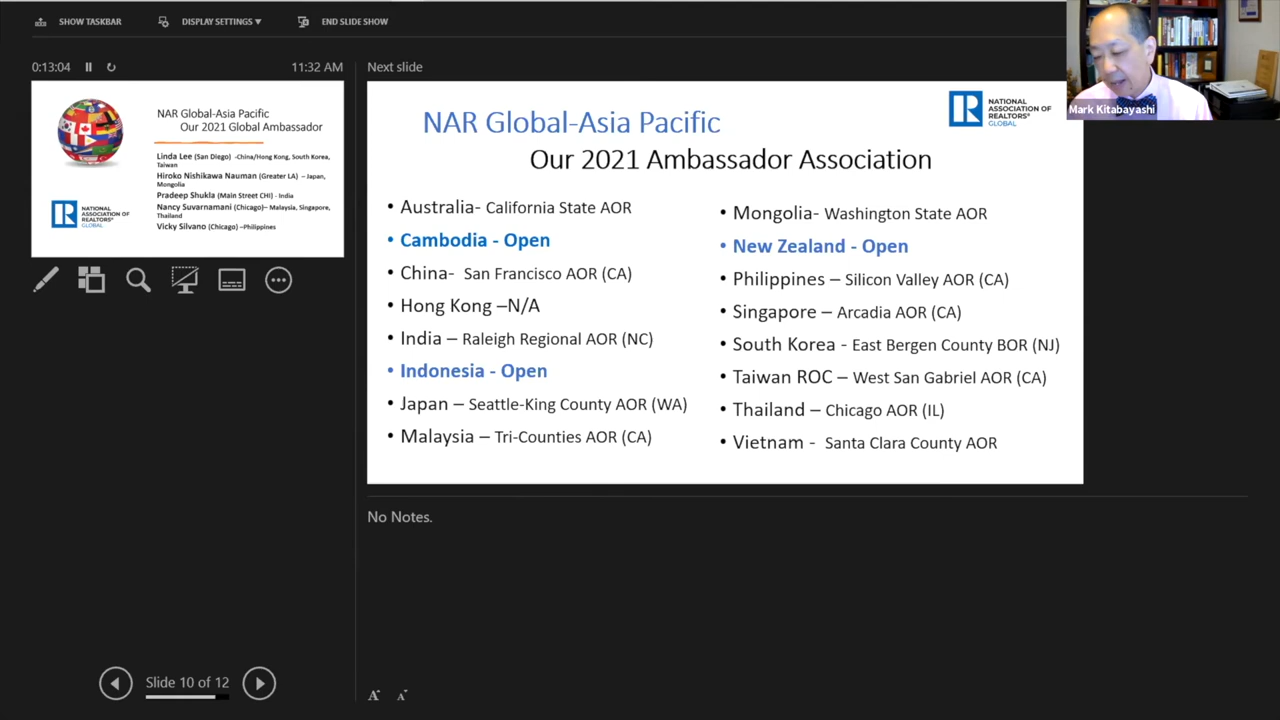 SHOW TASKBAR
DISPLAY SETTINGS ▼
END SLIDE SHOW
0:13:04
11:32 AM
NAR Global-Asia Pacific
Our 2021 Global Ambassador
Linda Lee (San Diego) -China/Hong Kong, South Korea,
Taiwan
Hiroko Nishikawa Nauman (Greater LA) – Japan,
Mongolia
Pradeep Shukla (Main Street CHI) - India
Nancy Suvarnamani (Chicago)– Malaysia, Singapore,
Thailand
Vicky Silvano (Chicago) –Philippines
NATIONAL
ASSOCIATION OF
REALTORS®
GLOBAL
Slide 10 of 12
Next slide
NAR Global-Asia Pacific
Our 2021 Ambassador Association
NATIONAL
ASSOCIATION OF
REALTORS®
GLOBAL
• Australia- California State AOR
• Cambodia - Open
• China- San Francisco AOR (CA)
• Hong Kong –N/A
• India – Raleigh Regional AOR (NC)
• Indonesia - Open
• Japan – Seattle-King County AOR (WA)
• Malaysia – Tri-Counties AOR (CA)
• Mongolia- Washington State AOR
• New Zealand - Open
• Philippines – Silicon Valley AOR (CA)
• Singapore – Arcadia AOR (CA)
• South Korea - East Bergen County BOR (NJ)
• Taiwan ROC – West San Gabriel AOR (CA)
• Thailand – Chicago AOR (IL)
• Vietnam - Santa Clara County AOR
No Notes.
A A
Mark Kitabayashi